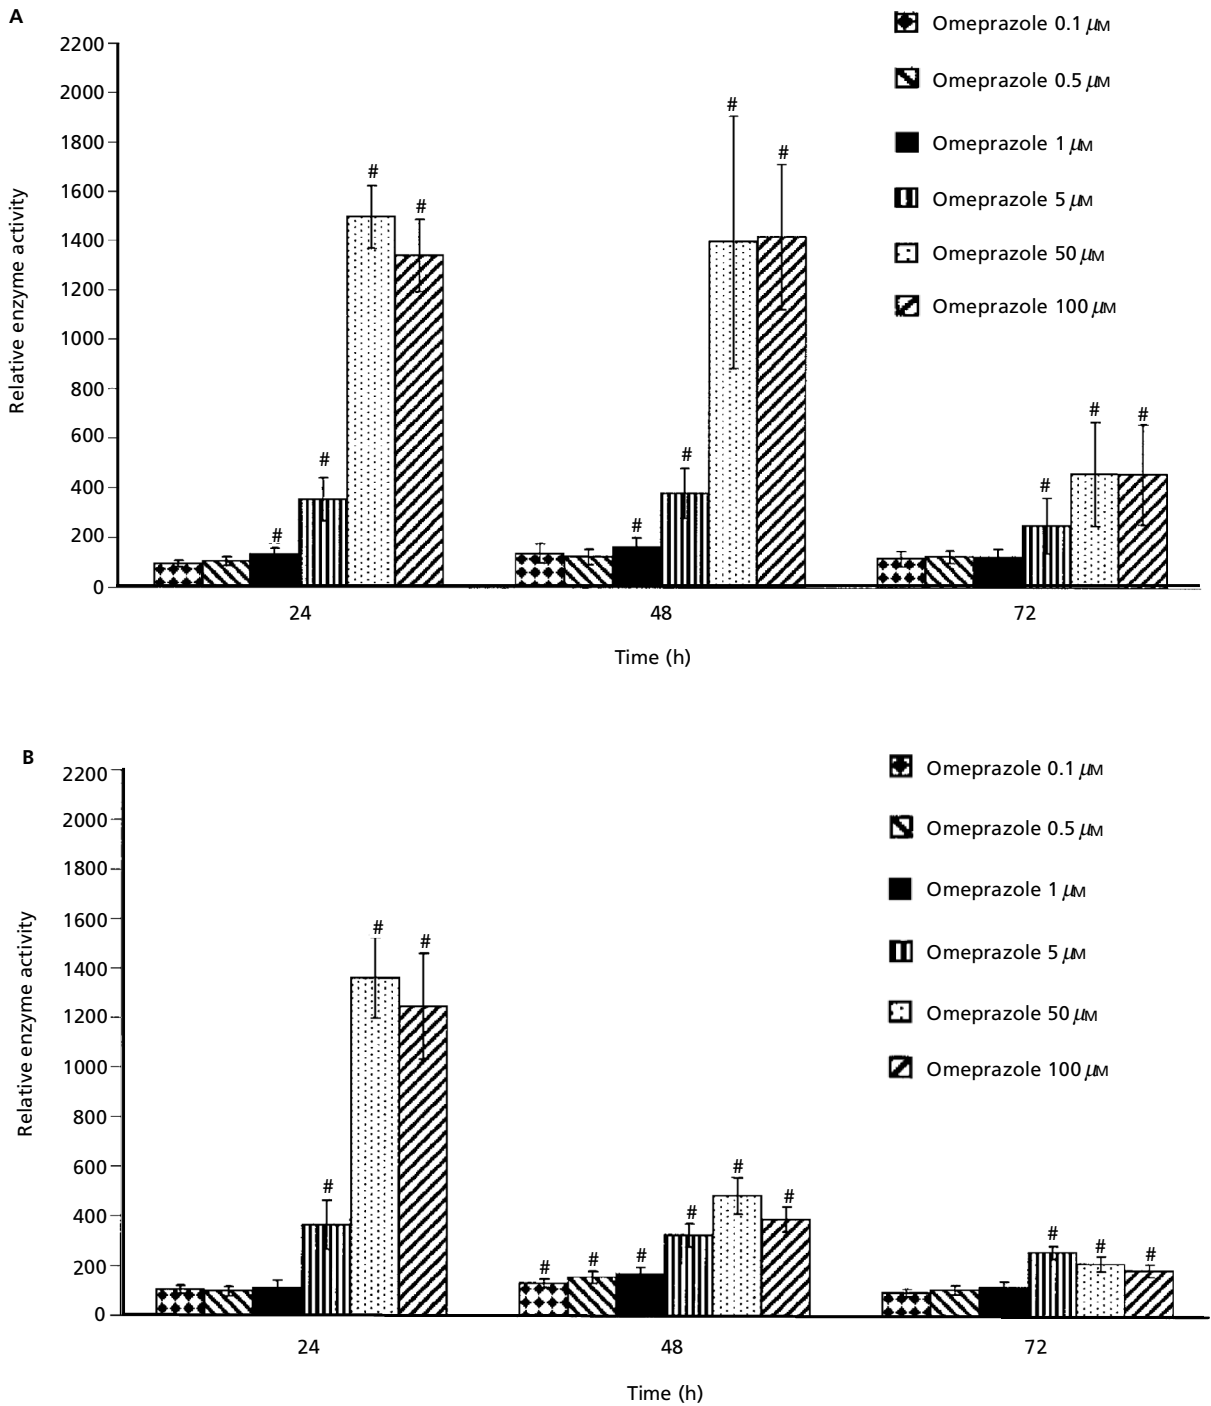 A
Omeprazole 0.1 μM
Omeprazole 0.5 μM
Omeprazole 1 μM
Omeprazole 5 μM
Omeprazole 50 μM
Omeprazole 100 μM
Relative enzyme activity
2200
2000
1800
1600
1400
1200
1000
800
600
400
200
0
# # # #
# # # #
# # #
24 48 72
Time (h)
B
Omeprazole 0.1 μM
Omeprazole 0.5 μM
Omeprazole 1 μM
Omeprazole 5 μM
Omeprazole 50 μM
Omeprazole 100 μM
Relative enzyme activity
2200
2000
1800
1600
1400
1200
1000
800
600
400
200
0
# # #
# # # # # #
# # #
24 48 72
Time (h)